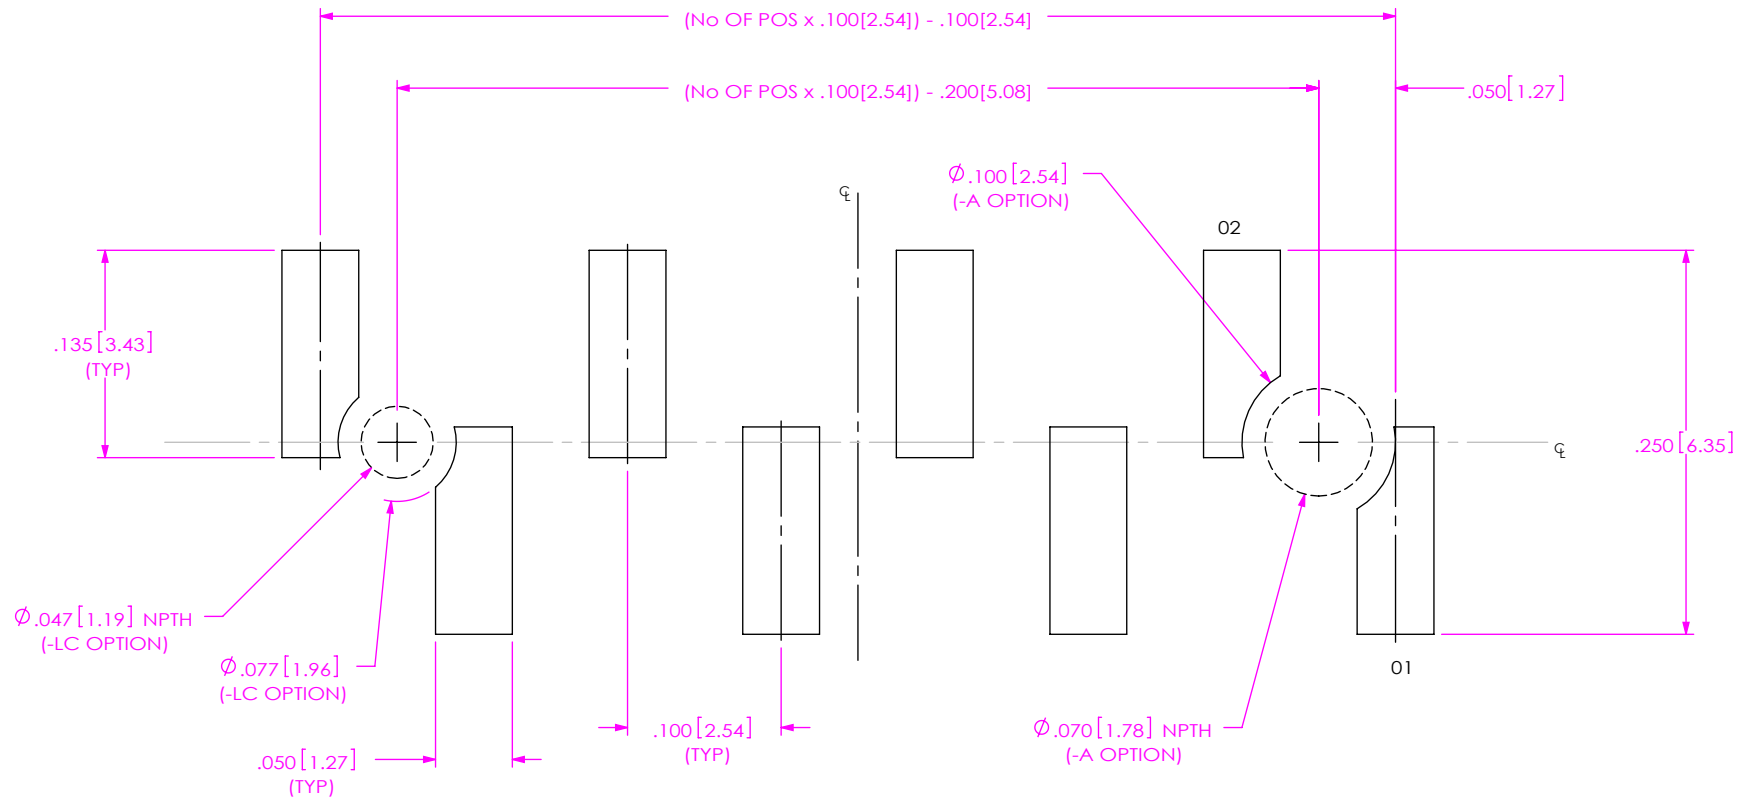 (No OF POS x .100[2.54]) - .100[2.54]
(No OF POS x .100[2.54]) - .200[5.08]
.050[1.27]
Ø.100[2.54]
(-A OPTION)
℄
02
.135[3.43]
(TYP)
.250[6.35]
℄
Ø.047[1.19] NPTH
(-LC OPTION)
Ø.077[1.96]
(-LC OPTION)
01
.100[2.54]
(TYP)
Ø.070[1.78] NPTH
(-A OPTION)
.050[1.27]
(TYP)